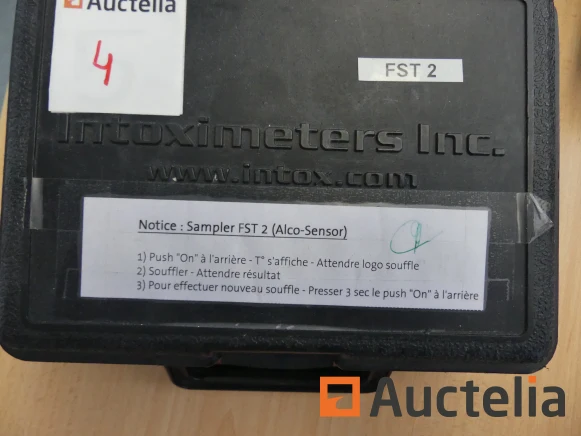 Auctelia
4
FST 2
Intoximeters Inc.
www.intox.com
Notice : Sampler FST 2 (Alco-Sensor)
1) Push "On" à l'arrière - T° s'affiche - Attendre logo souffle
2) Souffler - Attendre résultat
3) Pour effectuer nouveau souffle - Presser 3 sec le push "On" à l'arrière
Auctelia